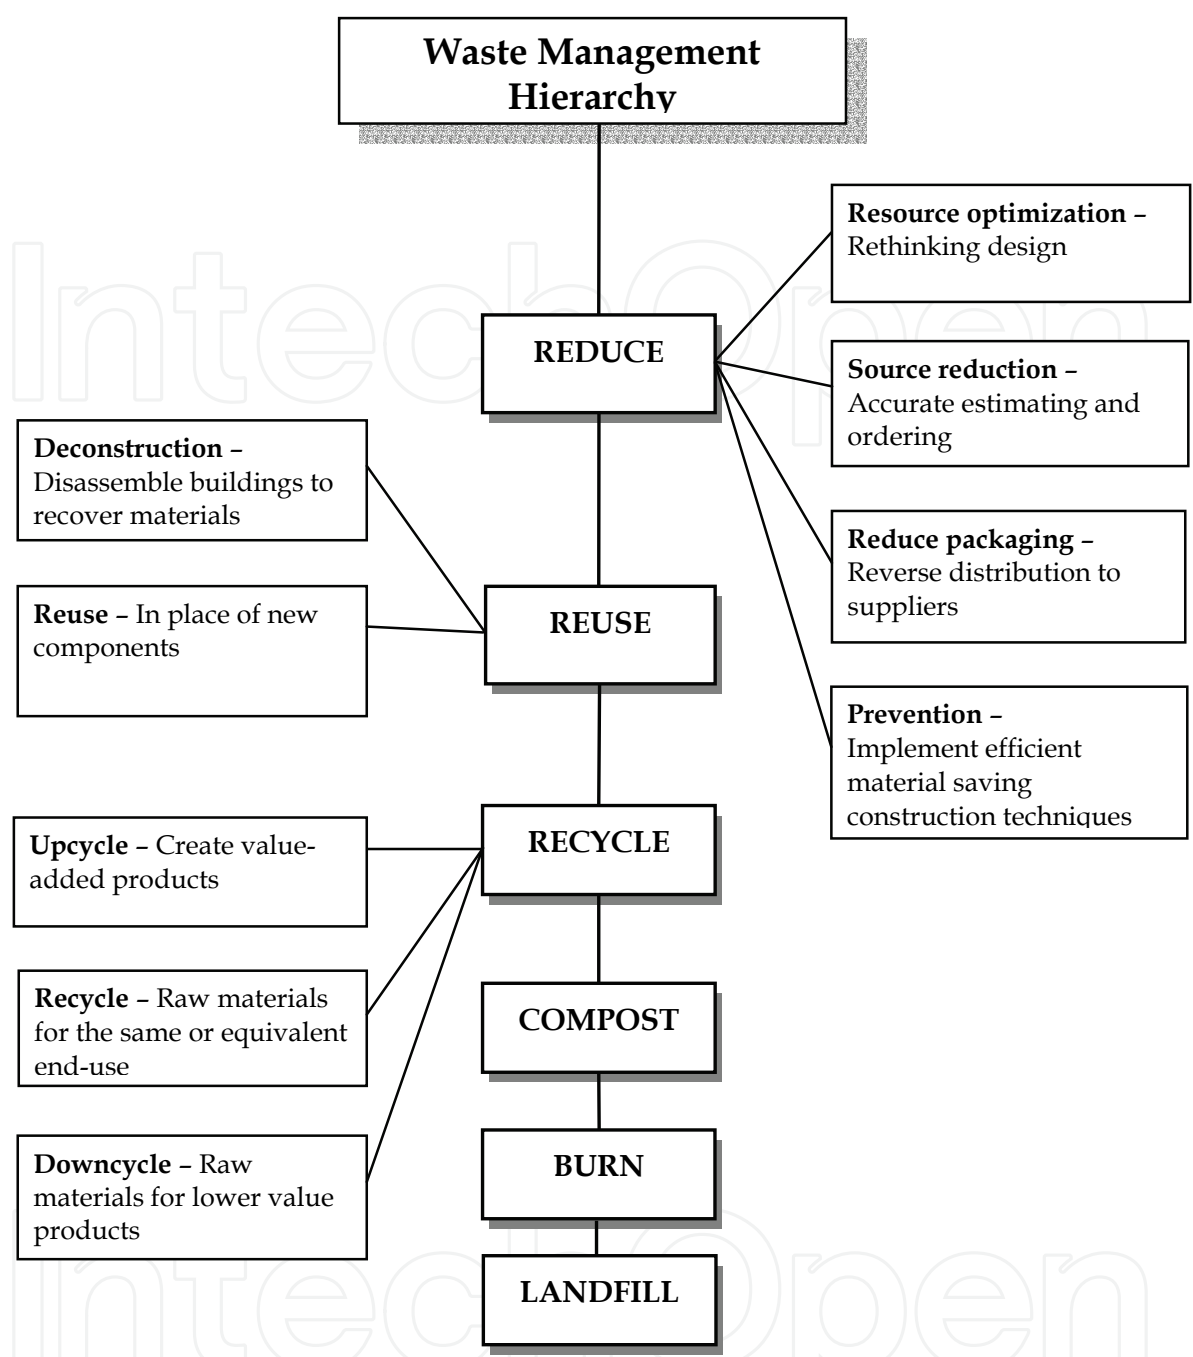 Waste Management
Hierarchy
Resource optimization –
Rethinking design
REDUCE
Source reduction –
Accurate estimating and
ordering
Deconstruction –
Disassemble buildings to
recover materials
Reduce packaging –
Reverse distribution to
suppliers
Reuse – In place of new
components
REUSE
Prevention –
Implement efficient
material saving
construction techniques
Upcycle – Create value-
added products
RECYCLE
Recycle – Raw materials
for the same or equivalent
end-use
COMPOST
Downcycle – Raw
materials for lower value
products
BURN
LANDFILL
IntechOpen
IntechOpen